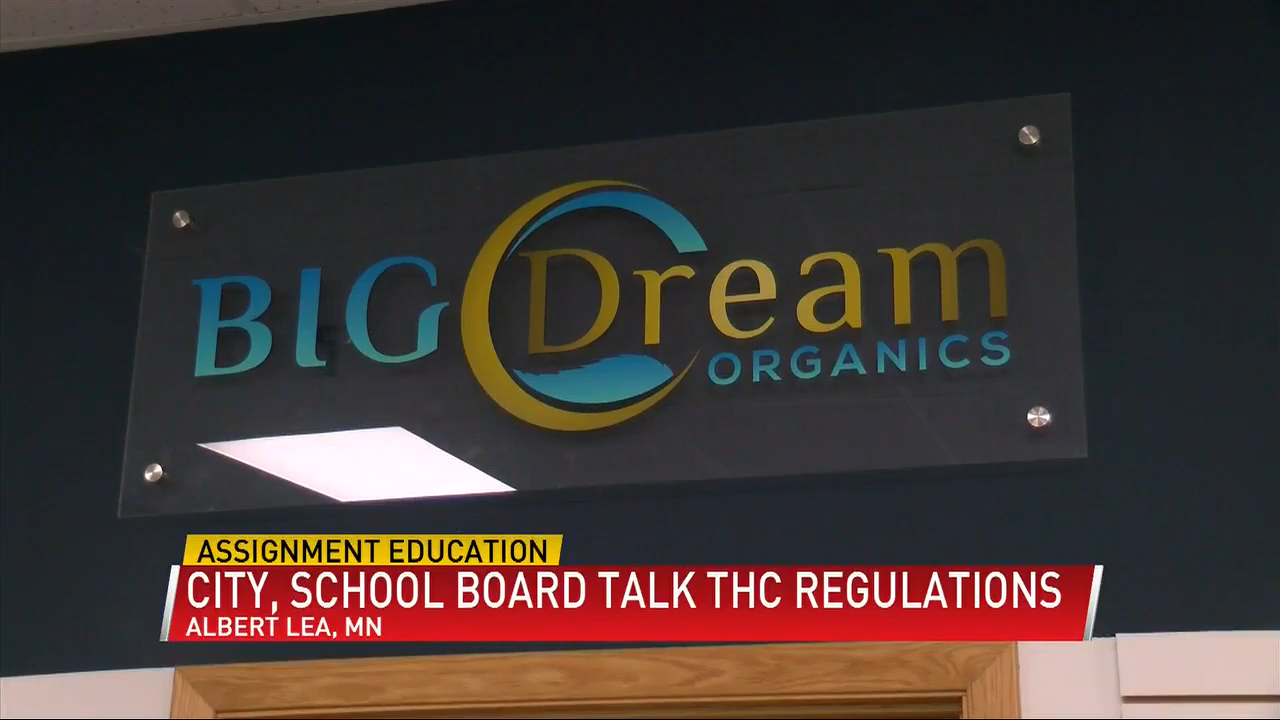 BIG Dream
ORGANICS
ASSIGNMENT EDUCATION
CITY, SCHOOL BOARD TALK THC REGULATIONS
ALBERT LEA, MN